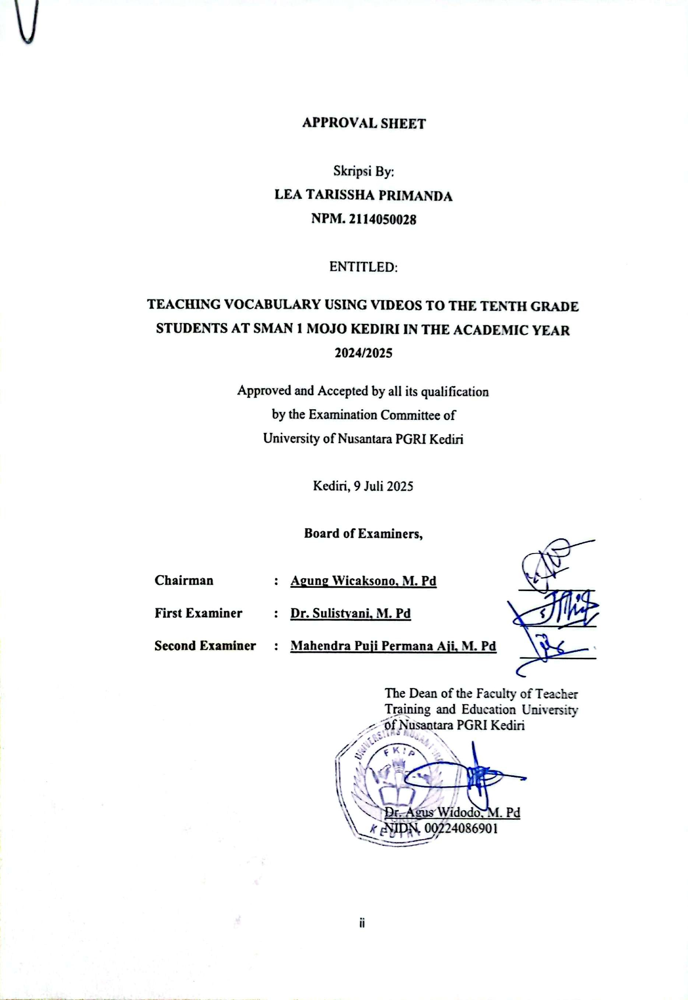 APPROVAL SHEET
Skripsi By:
LEA TARISSHA PRIMANDA
NPM. 2114050028
ENTITLED:
TEACHING VOCABULARY USING VIDEOS TO THE TENTH GRADE
STUDENTS AT SMAN 1 MOJO KEDIRI IN THE ACADEMIC YEAR
2024/2025
Approved and Accepted by all its qualification
by the Examination Committee of
University of Nusantara PGRI Kediri
Kediri, 9 Juli 2025
Board of Examiners,
Chairman : Agung Wicaksono, M. Pd
First Examiner : Dr. Sulistyani, M. Pd
Second Examiner : Mahendra Puji Permana Aji, M. Pd
The Dean of the Faculty of Teacher
Training and Education University
of Nusantara PGRI Kediri
UNIVERSITAS NUSANTARA
FKIP
Dr. Agus Widodo, M. Pd
NIDN. 00224086901
KEDIRI
ii